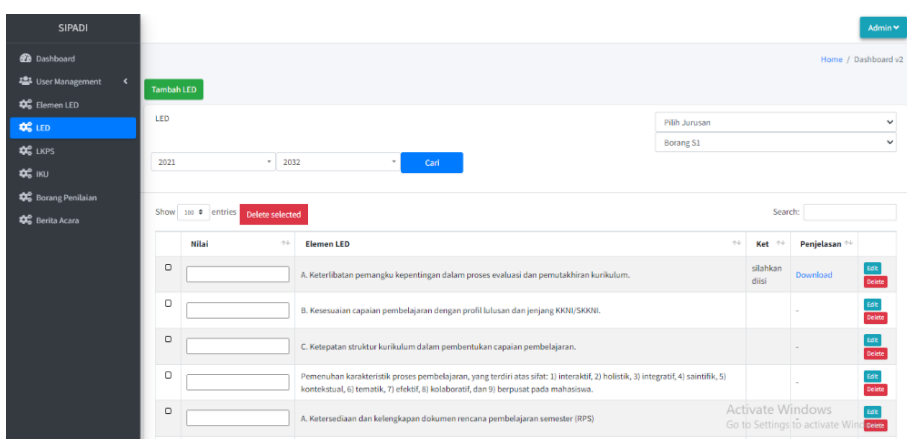 SIPADI
Admin
Dashboard
Home / Dashboard v2
User Management
Tambah LED
Elemen LED
LED
LED
Pilih Jurusan
Borang S1
LKPS
2021
2032
Cari
IKU
Borang Penilaian
Berita Acara
Show 100 entries
Delete selected
Search:
Nilai
Elemen LED
Ket
Penjelasan
A. Keterlibatan pemangku kepentingan dalam proses evaluasi dan pemutakhiran kurikulum.
silahkan
diisi
Download
Edit
Delete
B. Kesesuaian capaian pembelajaran dengan profil lulusan dan jenjang KKNI/SKKNI.
-
Edit
Delete
C. Ketepatan struktur kurikulum dalam pembentukan capaian pembelajaran.
-
Edit
Delete
Pemenuhan karakteristik proses pembelajaran, yang terdiri atas sifat: 1) interaktif, 2) holistik, 3) integratif, 4) saintifik, 5)
kontekstual, 6) tematik, 7) efektif, 8) kolaboratif, dan 9) berpusat pada mahasiswa.
-
Edit
Delete
A. Ketersediaan dan kelengkapan dokumen rencana pembelajaran semester (RPS)
-
Edit
Delete
Activate Windows
Go to Settings to activate Wind